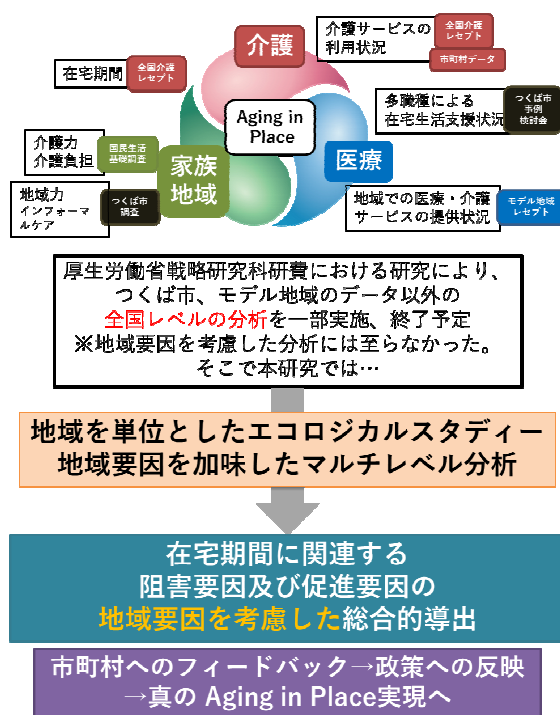 介護
介護サービスの
利用状況
全国介護
レセプト
市町村データ
在宅期間
全国介護
レセプト
Aging in
Place
多職種による
在宅生活支援状況
つくば市
事例
検討会
介護力
介護負担
国民生活
基礎調査
家族
地域
医療
地域力
インフォーマ
ルケア
つくば市
調査
地域での医療・介護
サービスの提供状況
モデル地域
レセプト
厚生労働省戦略研究科研費における研究により、
つくば市、モデル地域のデータ以外の
全国レベルの分析を一部実施、終了予定
※地域要因を考慮した分析には至らなかった。
そこで本研究では…
地域を単位としたエコロジカルスタディー
地域要因を加味したマルチレベル分析
在宅期間に関連する
阻害要因及び促進要因の
地域要因を考慮した総合的導出
市町村へのフィードバック→政策への反映
→真の Aging in Place実現へ